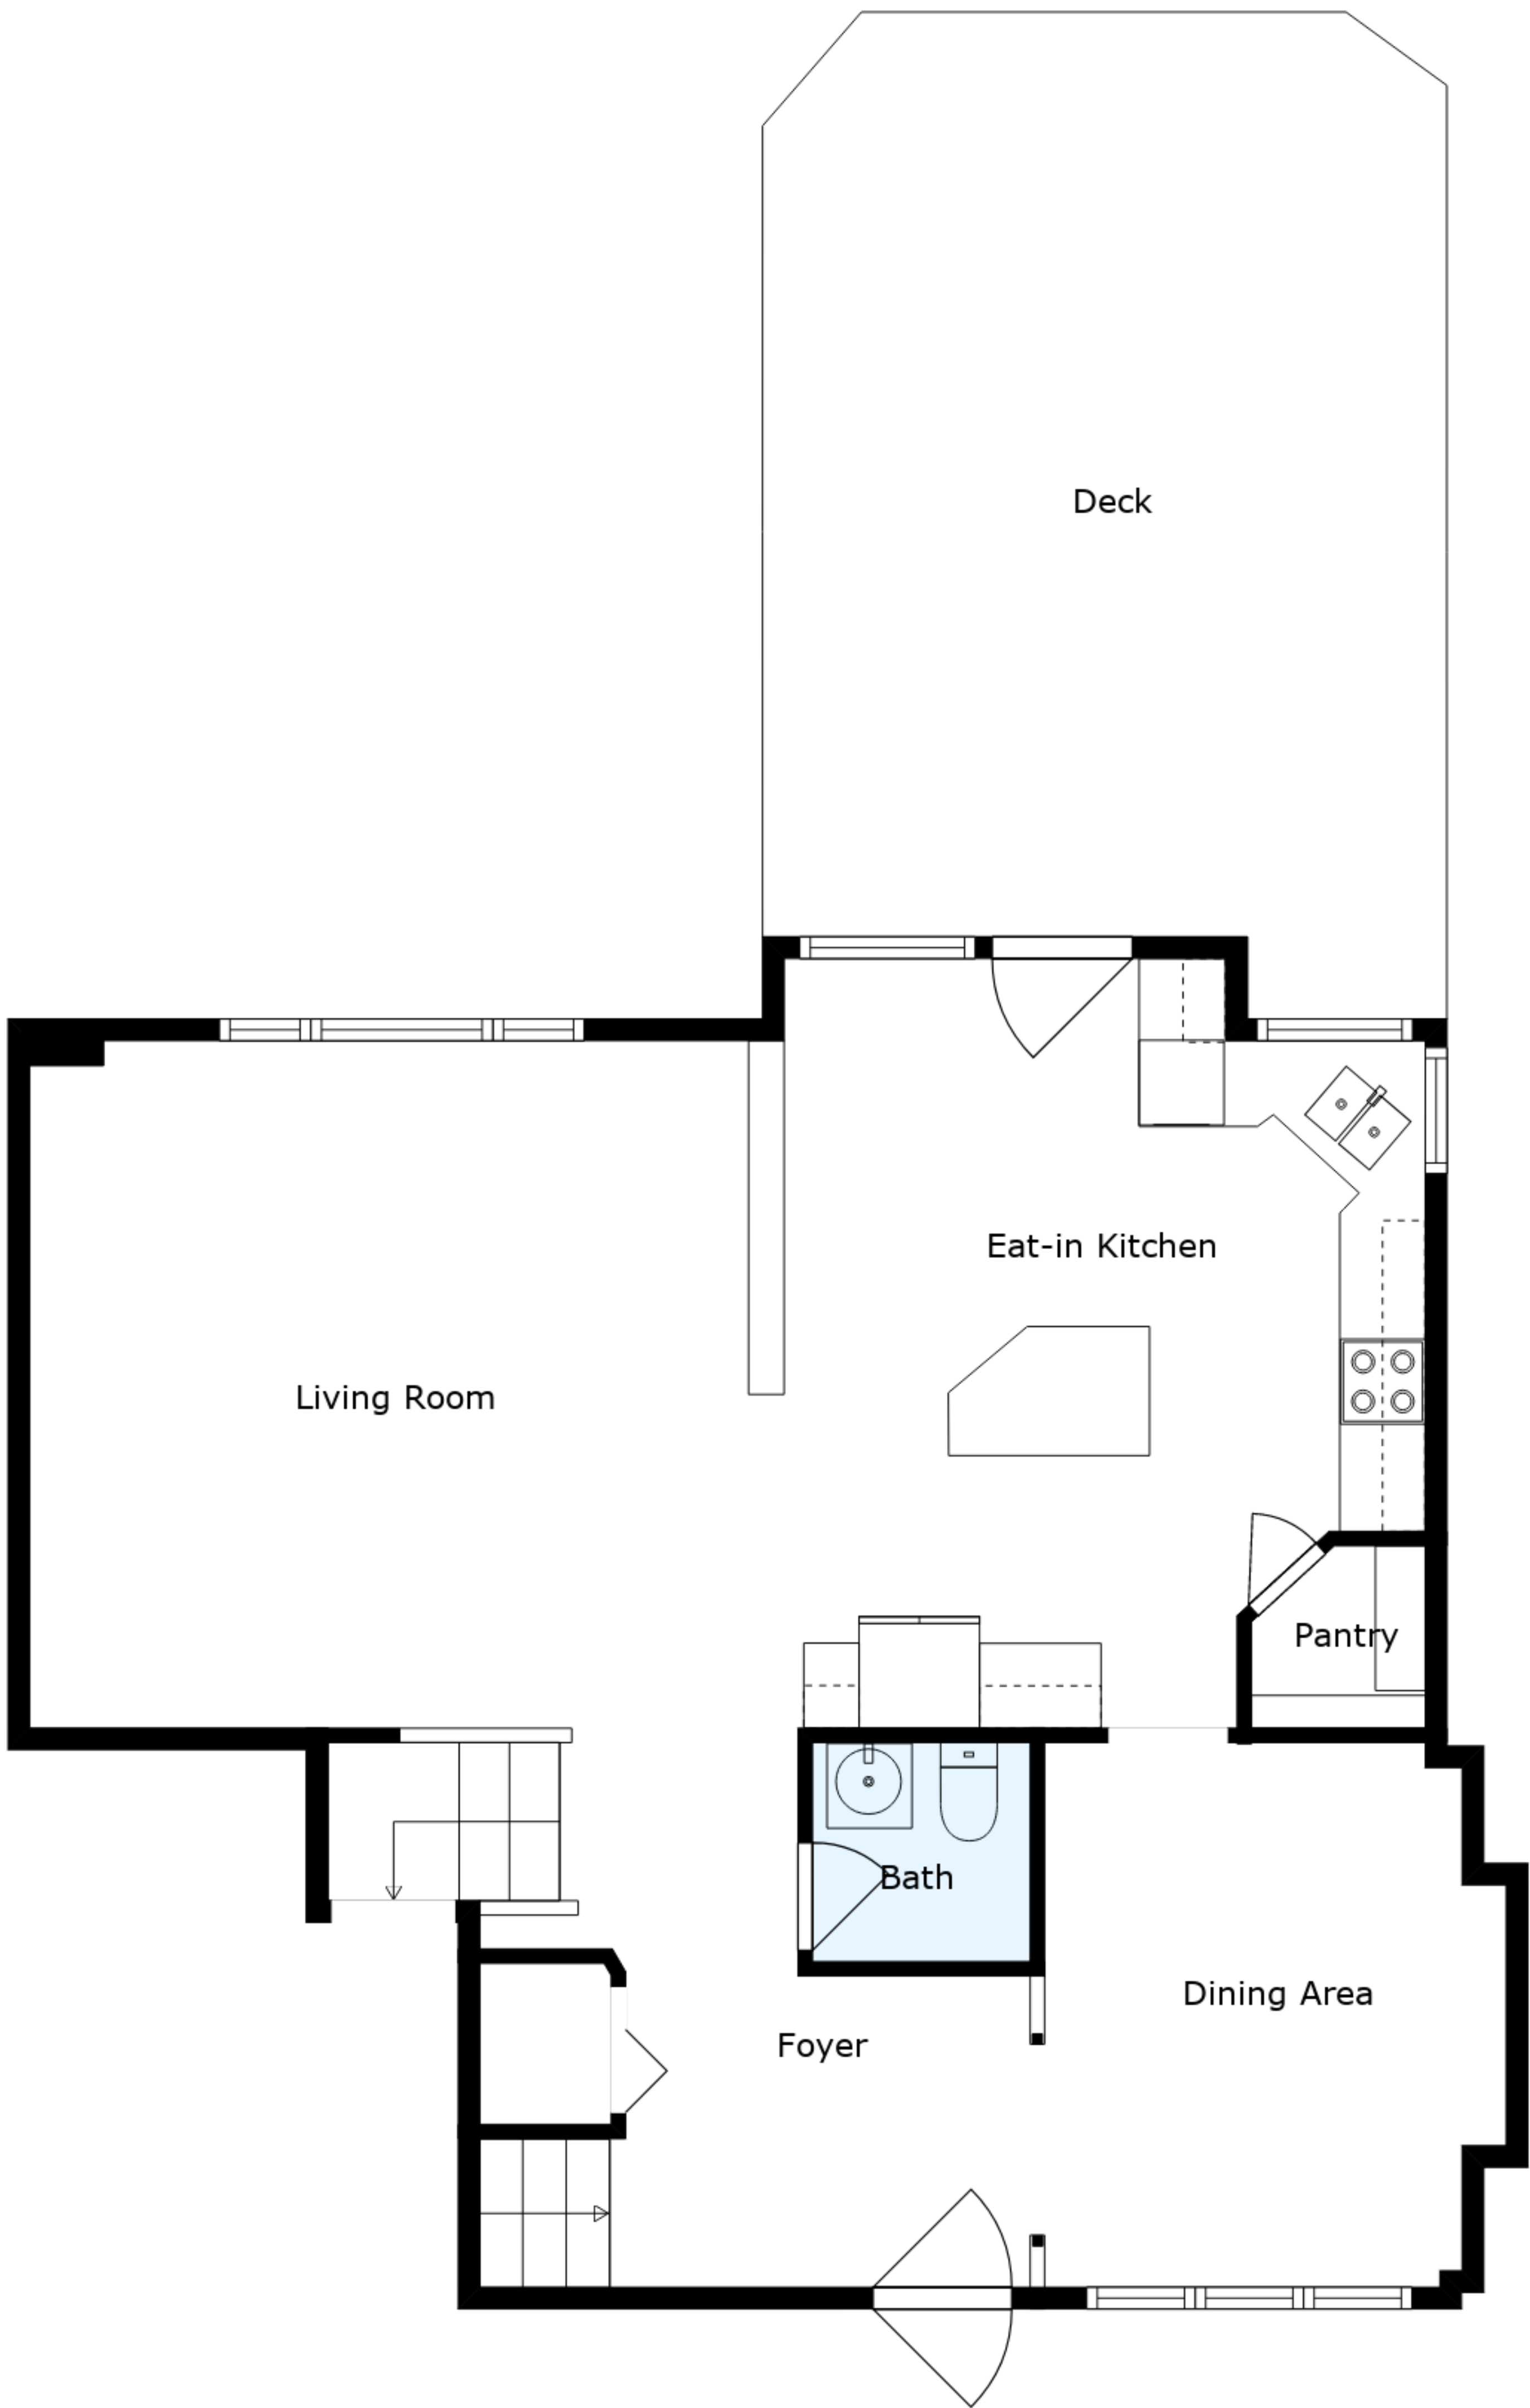 Deck
Eat-in Kitchen
Living Room
Pantry
Bath
Dining Area
Foyer